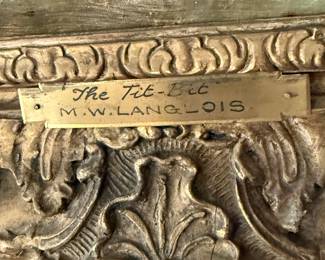 "The Tit-Bit"
M.W. LANGLOIS.